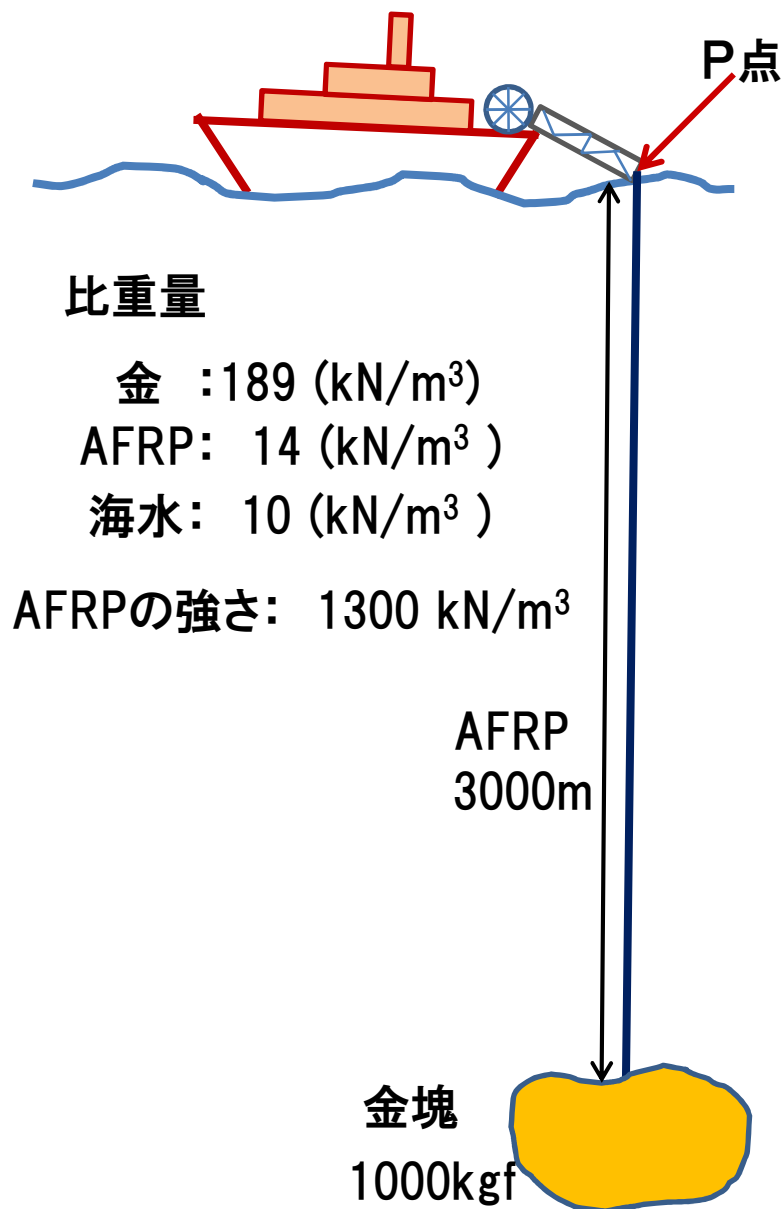 P点
比重量
金 :189 (kN/m³)
AFRP: 14 (kN/m³ )
海水: 10 (kN/m³ )
AFRPの強さ: 1300 kN/m³
AFRP
3000m
金塊
1000kgf